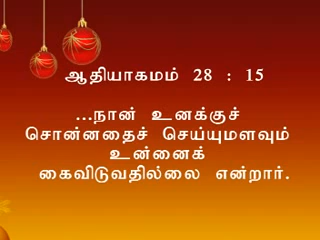 ஆதியாகமம் 28 : 15
...நான் உனக்குச்
சொன்னதைச் செய்யுமளவும்
உன்னைக்
கைவிடுவதில்லை என்றார்.